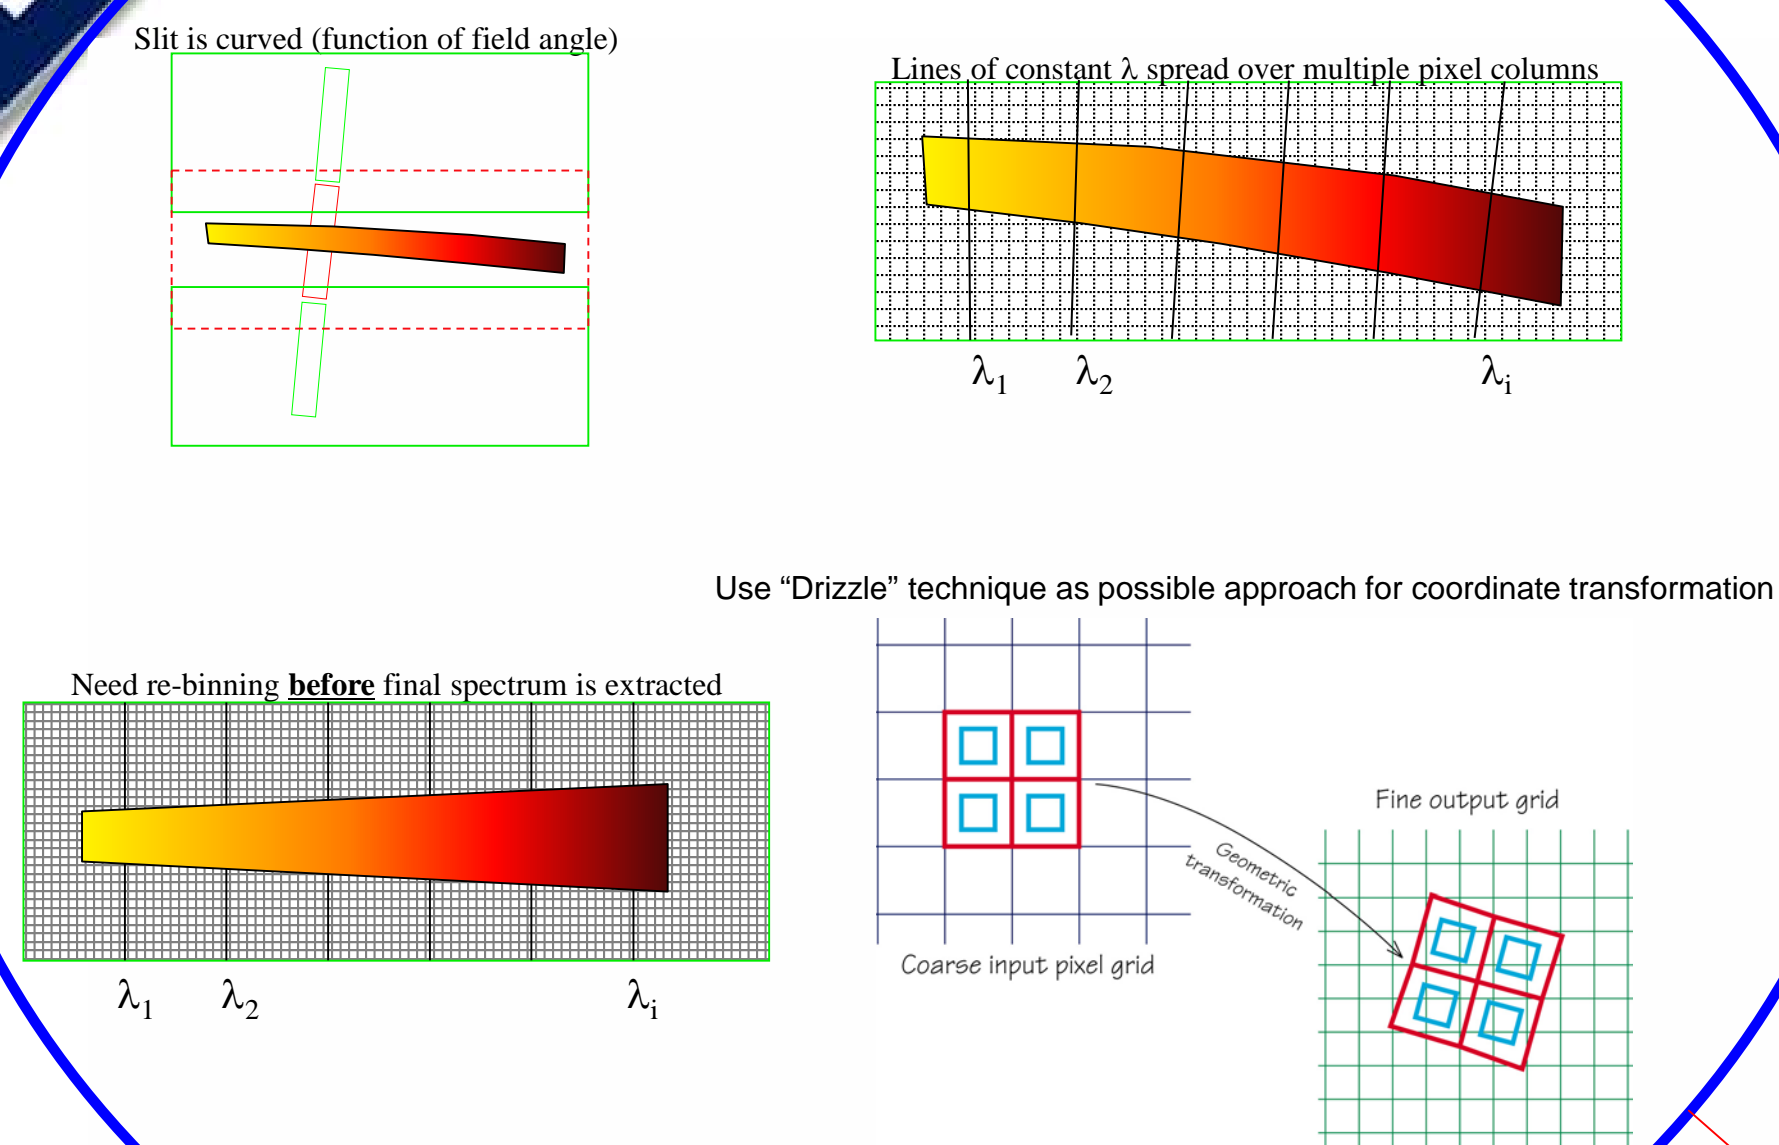 Slit is curved (function of field angle)
Lines of constant λ spread over multiple pixel columns
λ1 λ2 λi
Use “Drizzle” technique as possible approach for coordinate transformation
Need re-binning before final spectrum is extracted
λ1 λ2 λi
Geometric
transformation
Coarse input pixel grid
Fine output grid